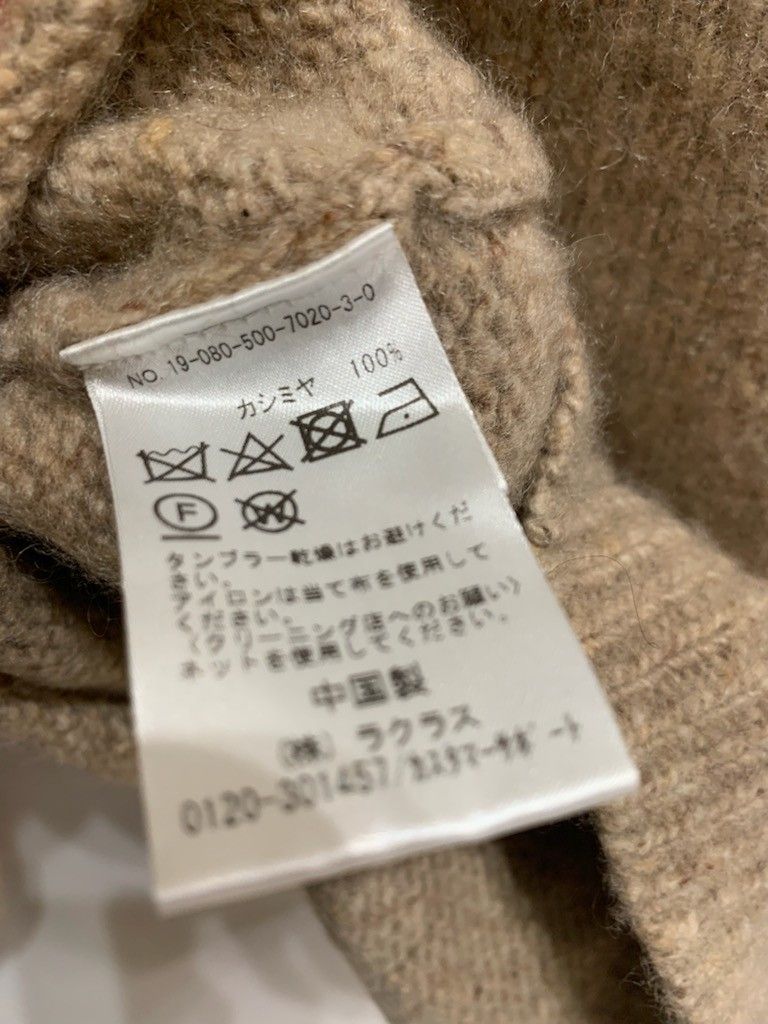 NO. 19-080-500-7020-3-0
カシミヤ 100%
F W
タンブラー乾燥はお避けくだ
さい。
アイロンは当て布を使用して
ください。
〈クリーニング店へのお願い〉
ネットを使用してください。
中国製
(株) ラクラス
0120-301457/ｶｽﾀﾏｰｻﾎﾟｰﾄ